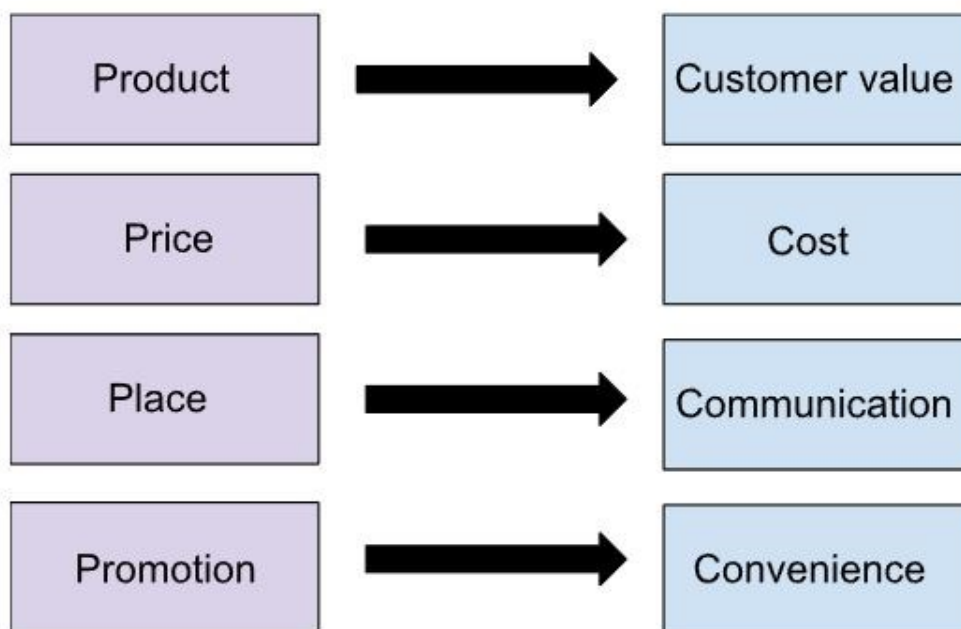 Product
Customer value
Price
Cost
Place
Communication
Promotion
Convenience